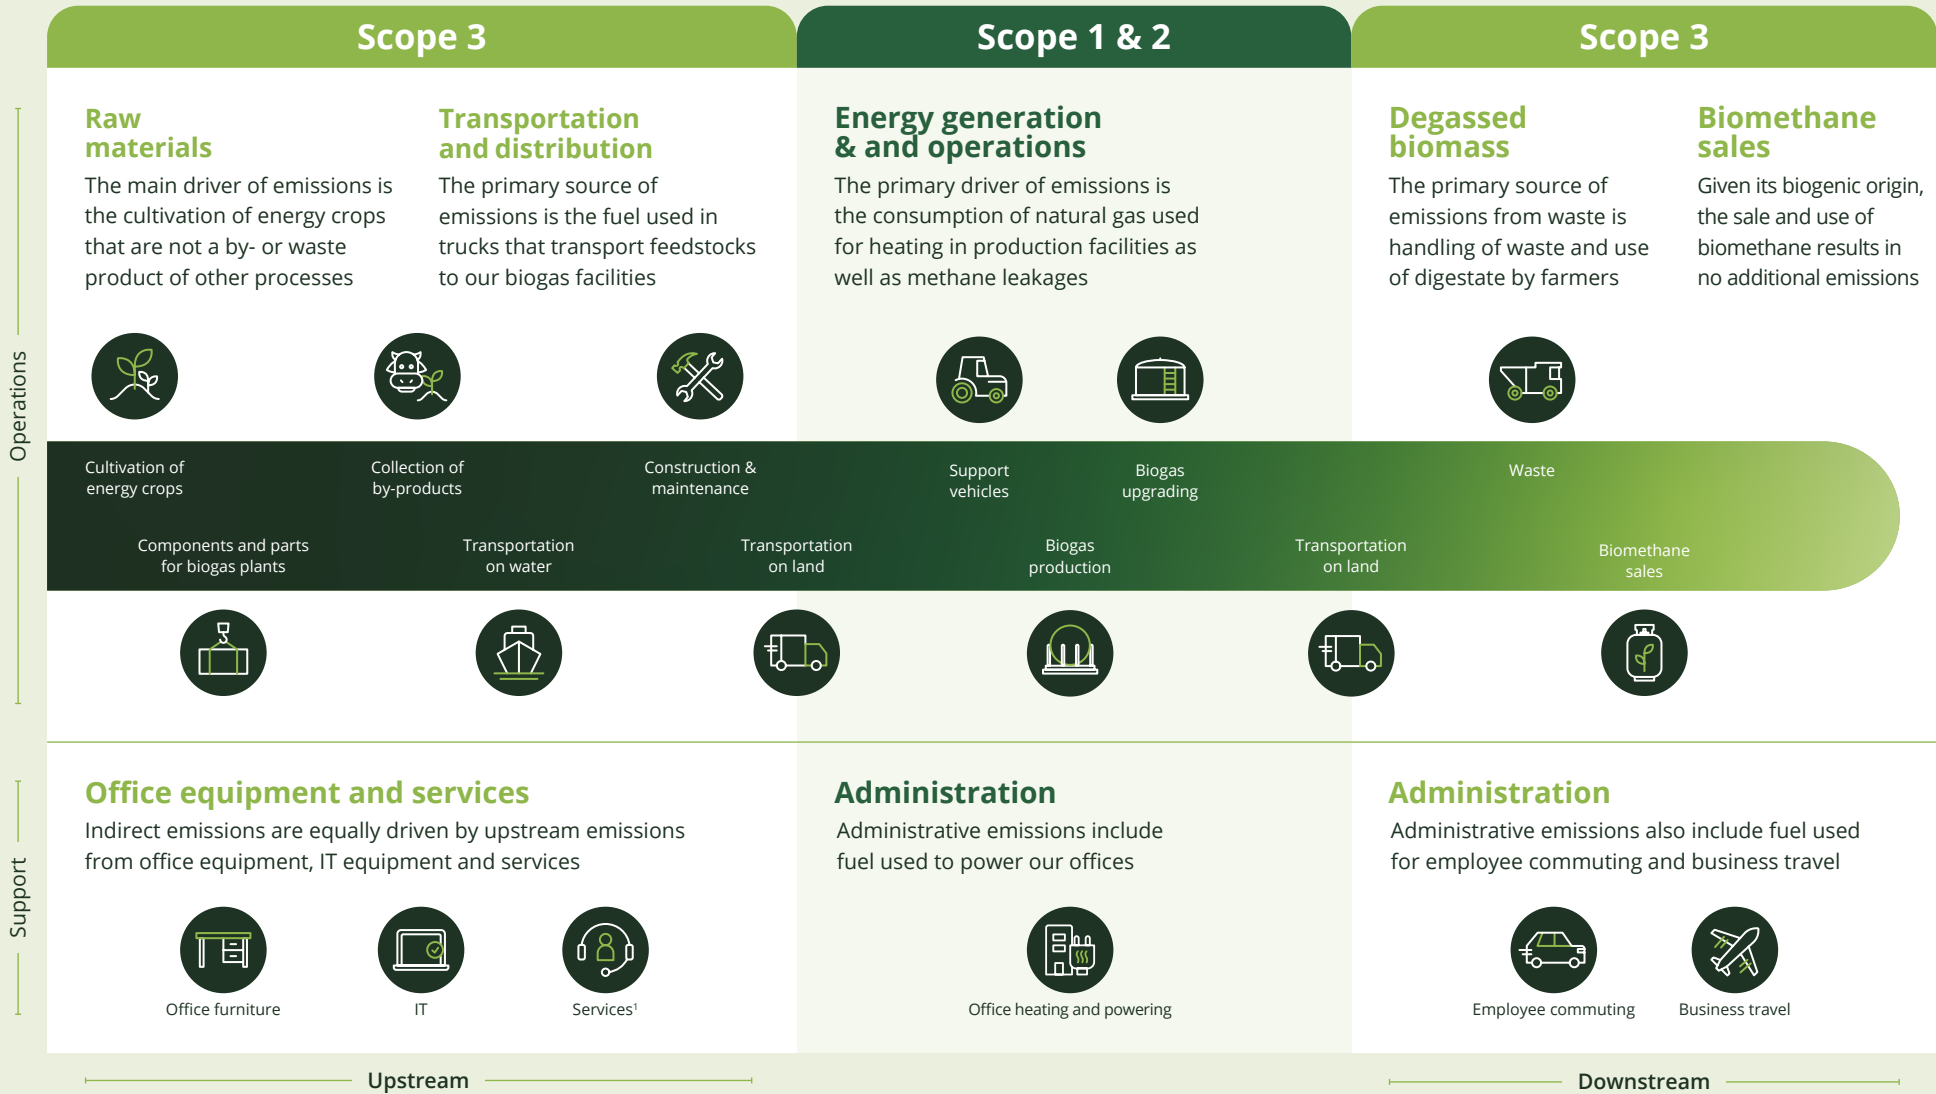 Scope 3
Scope 1 & 2
Scope 3
Operations
Raw
materials
The main driver of emissions is
the cultivation of energy crops
that are not a by- or waste
product of other processes
Transportation
and distribution
The primary source of
emissions is the fuel used in
trucks that transport feedstocks
to our biogas facilities
Energy generation
& and operations
The primary driver of emissions is
the consumption of natural gas used
for heating in production facilities as
well as methane leakages
Degassed
biomass
The primary source of
emissions from waste is
handling of waste and use
of digestate by farmers
Biomethane
sales
Given its biogenic origin,
the sale and use of
biomethane results in
no additional emissions
Cultivation of
energy crops
Collection of
by-products
Construction &
maintenance
Support
vehicles
Biogas
upgrading
Waste
Components and parts
for biogas plants
Transportation
on water
Transportation
on land
Biogas
production
Transportation
on land
Biomethane
sales
Support
Office equipment and services
Indirect emissions are equally driven by upstream emissions
from office equipment, IT equipment and services
Office furniture
IT
Services¹
Administration
Administrative emissions include
fuel used to power our offices
Office heating and powering
Administration
Administrative emissions also include fuel used
for employee commuting and business travel
Employee commuting
Business travel
Upstream
Downstream